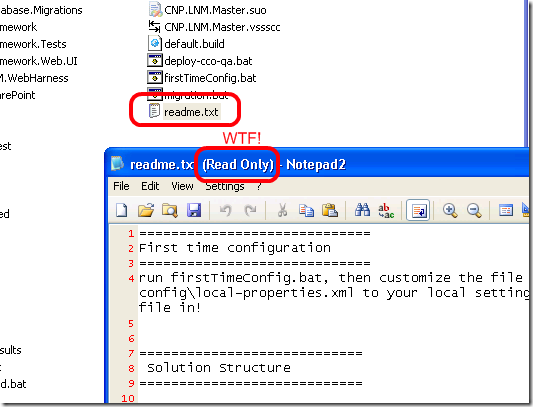 abase.Migrations CNP.LNM.Master.suo
mework CNP.LNM.Master.vssscc
mework.Tests default.build
mework.Web.UI deploy-cco-qa.bat
M.WebHarness firstTimeConfig.bat
arePoint migration.bat
readme.txt
est
WTF!
readme.tx (Read Only) - Notepad2
File Edit View Settings ?
1 ============================
2 First time configuration
3 ============================
4 run firstTimeConfig.bat, then customize the file
config\local-properties.xml to your local setting
file in!
5
6
7 ===========================
8 Solution Structure
9 ===========================
10
ed
sults
d.bat